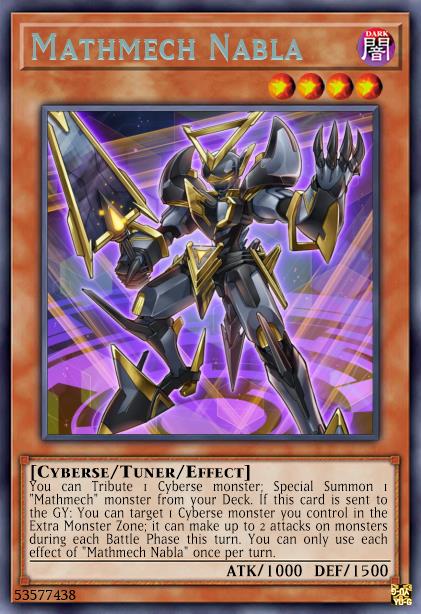 MATHMECH NABLA
DARK
闇
[CYBERSE/TUNER/EFFECT]
You can Tribute 1 Cyberse monster; Special Summon 1
"Mathmech" monster from your Deck. If this card is sent to
the GY: You can target 1 Cyberse monster you control in the
Extra Monster Zone; it can make up to 2 attacks on monsters
during each Battle Phase this turn. You can only use each
effect of "Mathmech Nabla" once per turn.
ATK/1000 DEF/1500
53577438